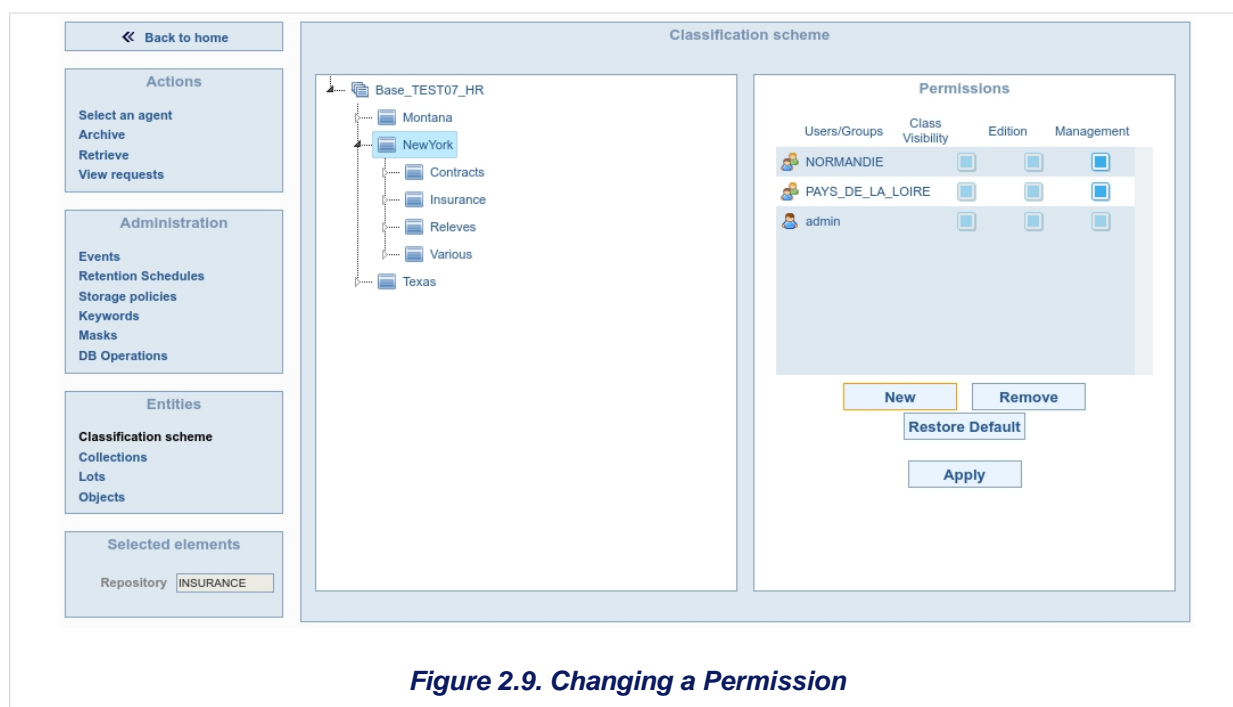 Back to home
Actions
Select an agent
Archive
Retrieve
View requests
Administration
Events
Retention Schedules
Storage policies
Keywords
Masks
DB Operations
Entities
Classification scheme
Collections
Lots
Objects
Selected elements
Repository INSURANCE
Classification scheme
Base_TEST07_HR
Montana
NewYork
Contracts
Insurance
Releves
Various
Texas
Permissions
Users/Groups Class Visibility Edition Management
NORMANDIE
PAYS_DE_LA_LOIRE
admin
New Remove
Restore Default
Apply
Figure 2.9. Changing a Permission